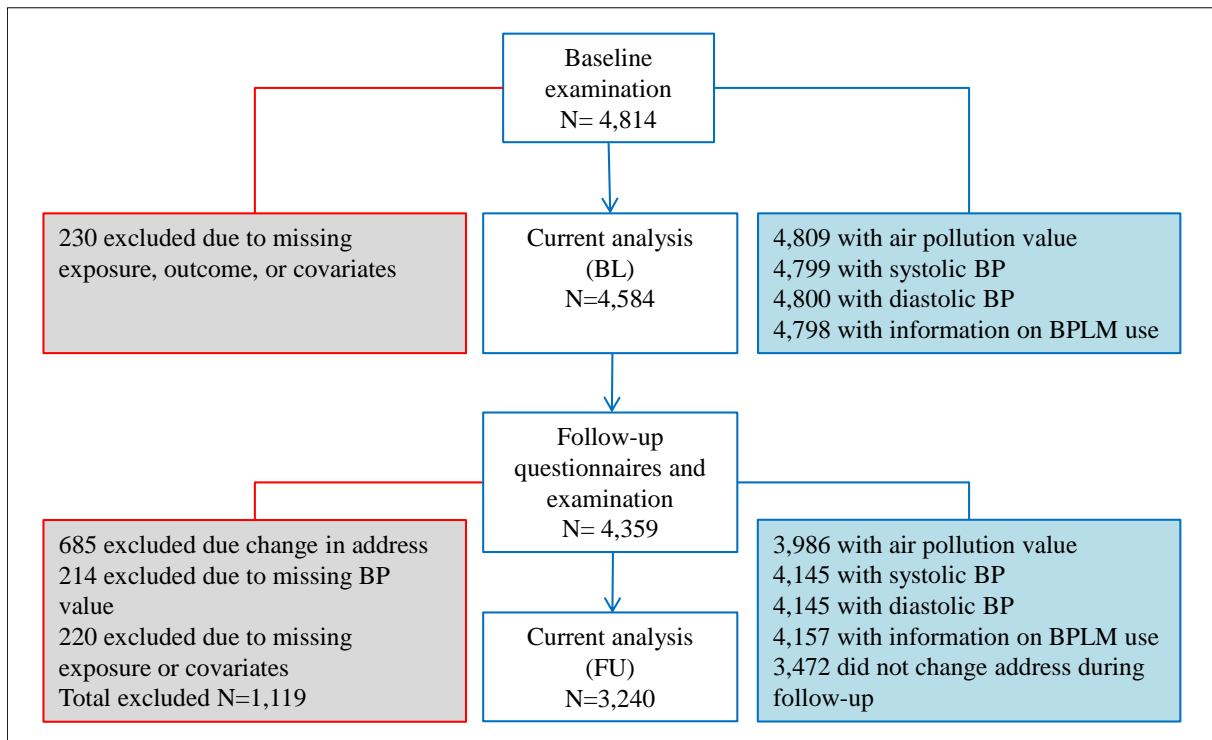 Baseline
examination
N= 4,814
230 excluded due to missing
exposure, outcome, or covariates
Current analysis
(BL)
N=4,584
4,809 with air pollution value
4,799 with systolic BP
4,800 with diastolic BP
4,798 with information on BPLM use
Follow-up
questionnaires and
examination
N= 4,359
685 excluded due change in address
214 excluded due to missing BP
value
220 excluded due to missing
exposure or covariates
Total excluded N=1,119
Current analysis
(FU)
N=3,240
3,986 with air pollution value
4,145 with systolic BP
4,145 with diastolic BP
4,157 with information on BPLM use
3,472 did not change address during
follow-up